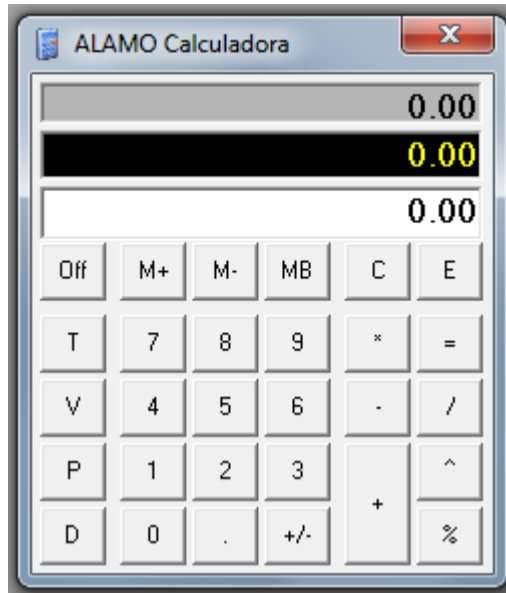 ALAMO Calculadora x
0.00
0.00
0.00
Off M+ M- MB C E
T 7 8 9 * =
V 4 5 6 - /
P 1 2 3 + ^
D 0 . +/- %